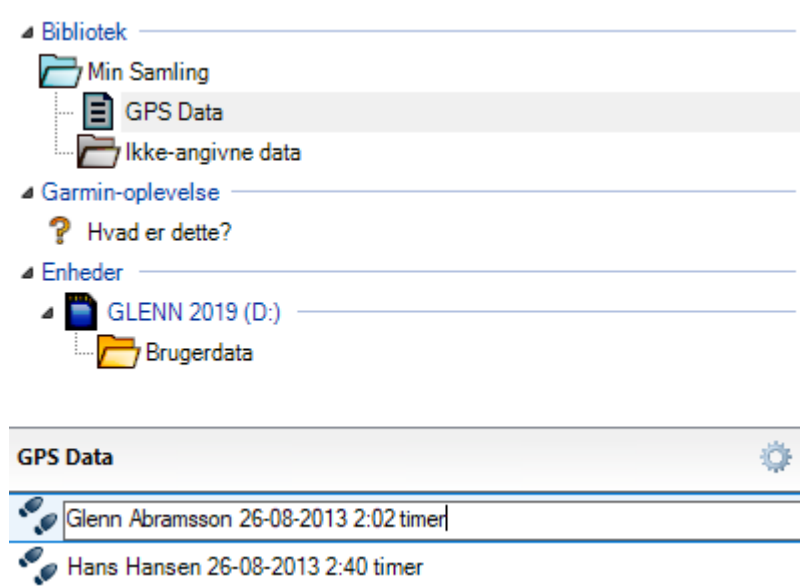 Bibliotek
Min Samling
GPS Data
Ikke-angivne data
Garmin-oplevelse
Hvad er dette?
Enheder
GLENN 2019 (D:)
Brugerdata
GPS Data
Glenn Abramsson 26-08-2013 2:02 timer
Hans Hansen 26-08-2013 2:40 timer